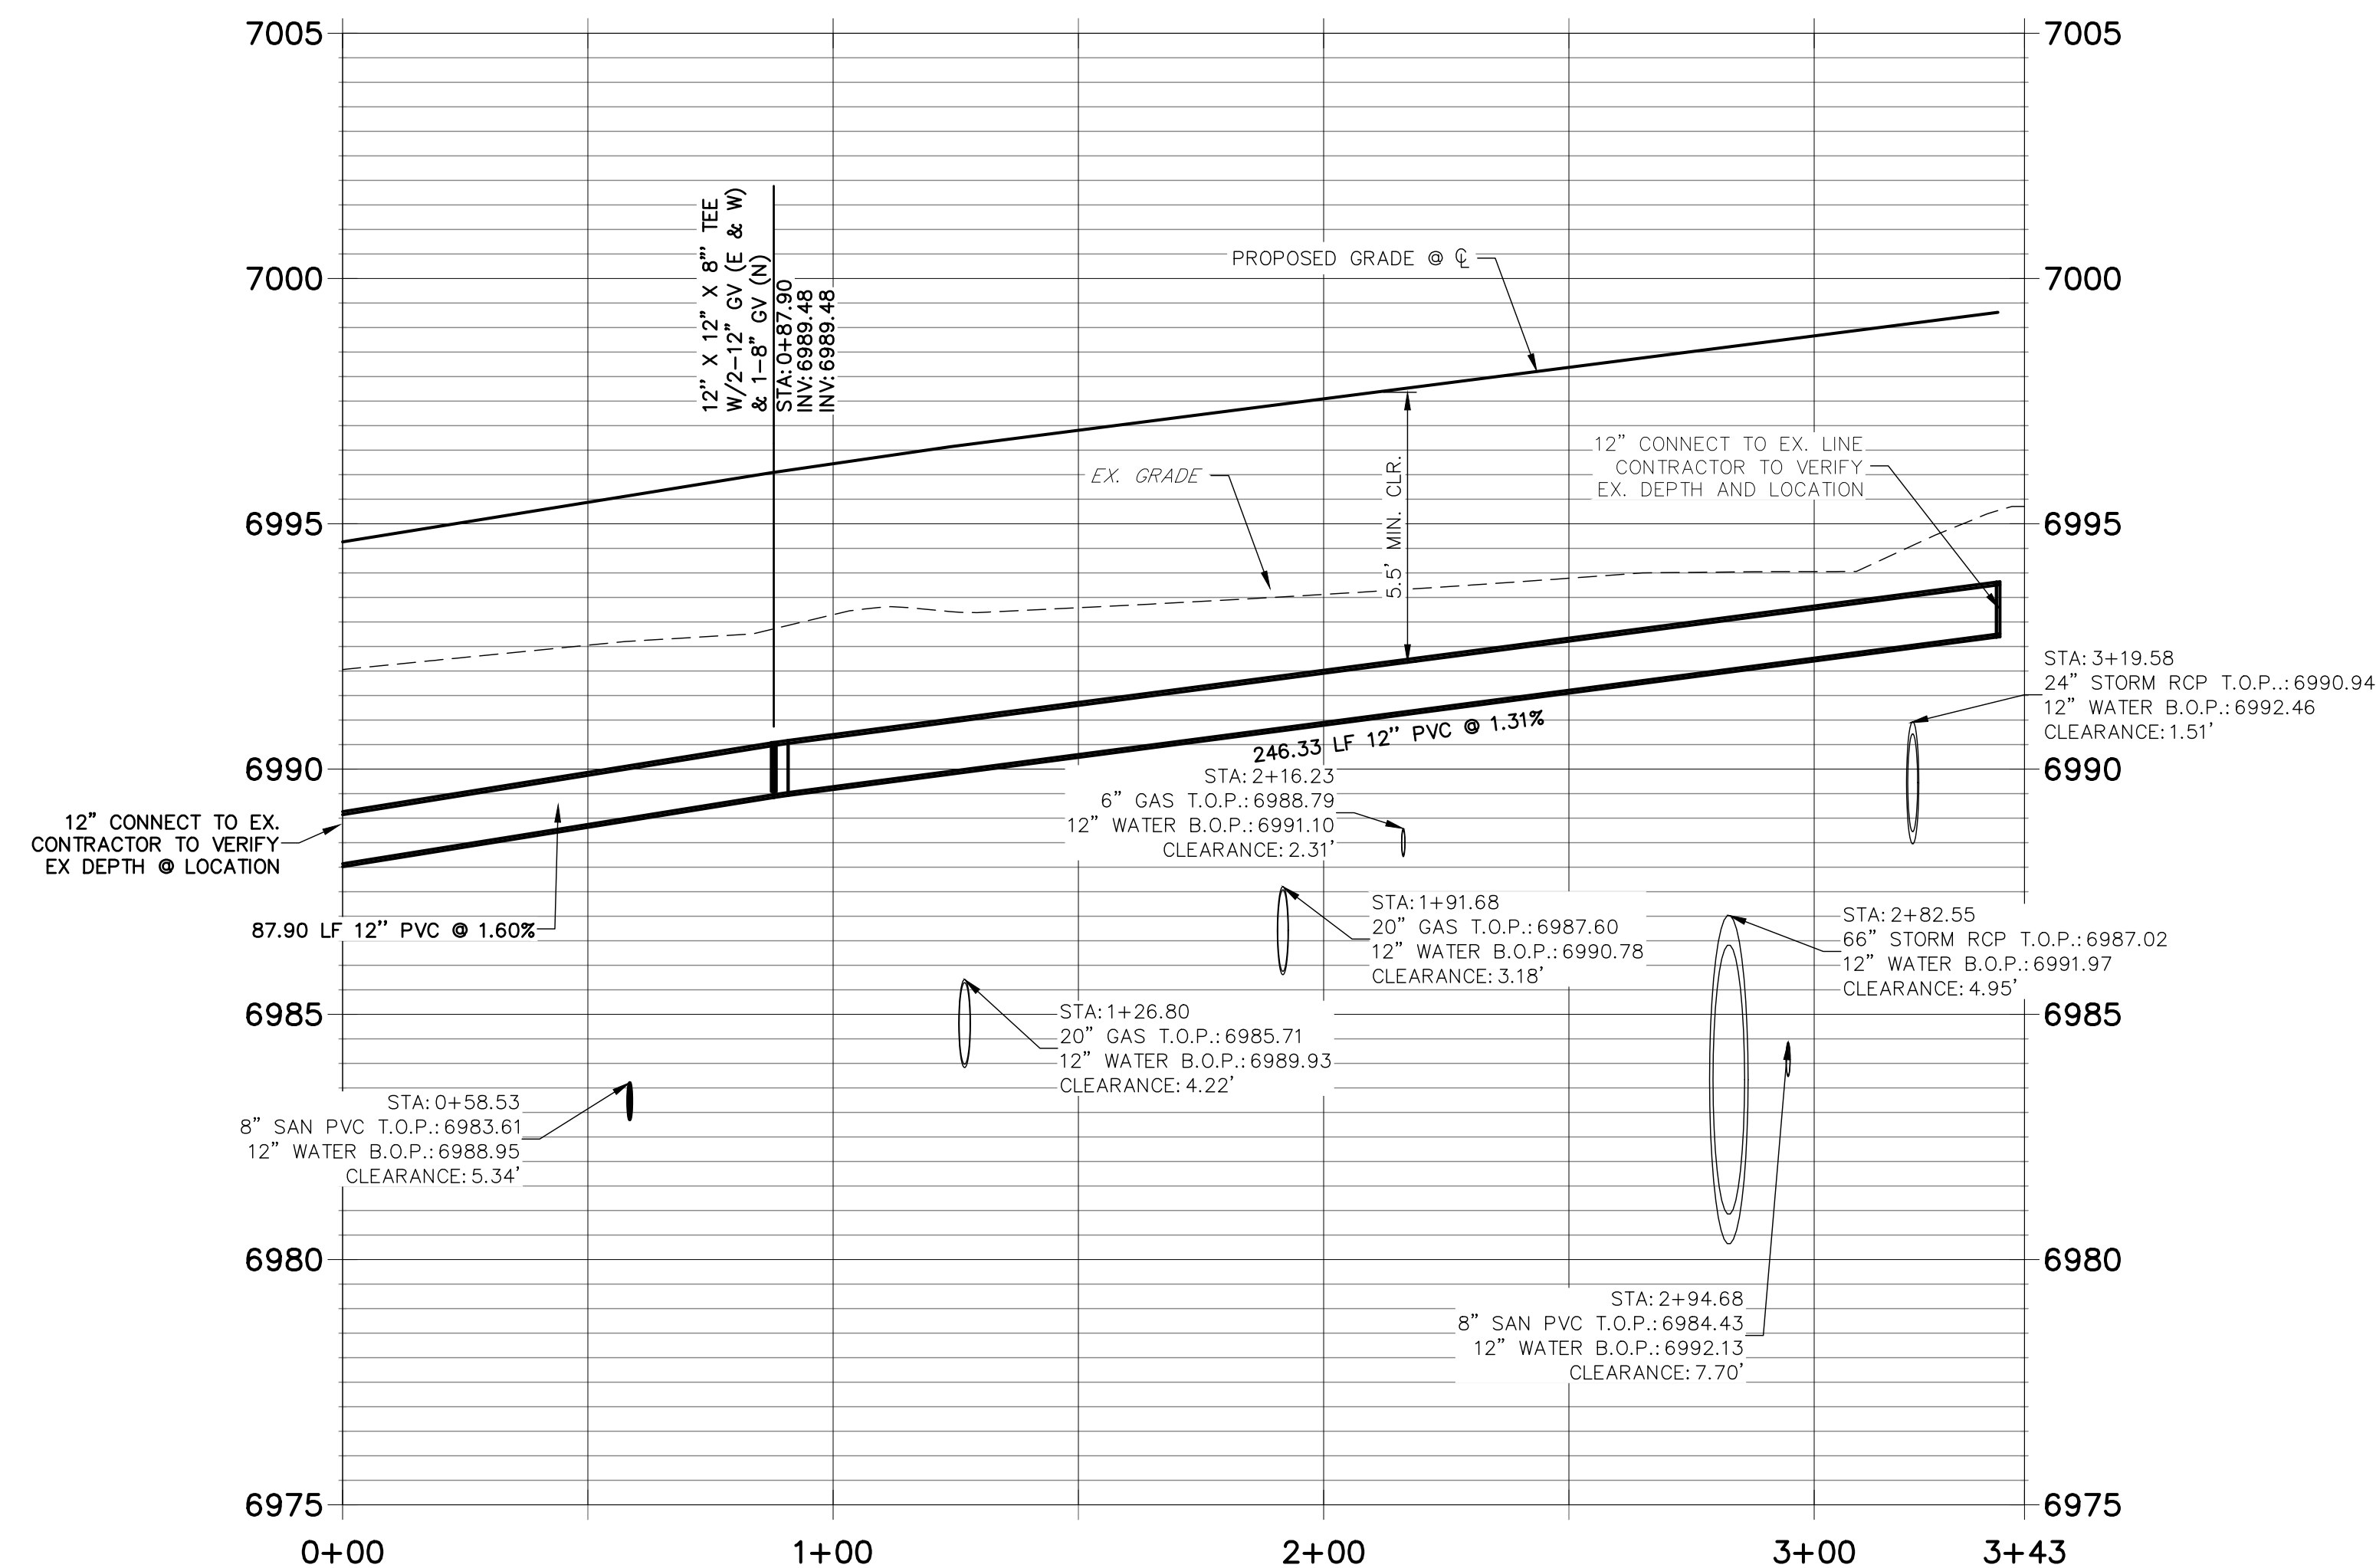 7005
7005
12" X 12" X 8" TEE
W/2-12" GV (E & W)
& 1-8" GV (N)
STA:0+87.90
INV:6989.48
INV:6989.48
PROPOSED GRADE @ ℄
7000
7000
12" CONNECT TO EX. LINE
CONTRACTOR TO VERIFY
EX. DEPTH AND LOCATION
EX. GRADE
5.5' MIN. CLR.
6995
6995
STA:3+19.58
24" STORM RCP T.O.P..:6990.94
12" WATER B.O.P.:6992.46
CLEARANCE:1.51'
246.33 LF 12" PVC @ 1.31%
6990
6990
STA:2+16.23
6" GAS T.O.P.:6988.79
12" WATER B.O.P.:6991.10
CLEARANCE:2.31'
12" CONNECT TO EX.
CONTRACTOR TO VERIFY
EX DEPTH @ LOCATION
87.90 LF 12" PVC @ 1.60%
STA:1+91.68
20" GAS T.O.P.:6987.60
12" WATER B.O.P.:6990.78
CLEARANCE:3.18'
STA:2+82.55
66" STORM RCP T.O.P.:6987.02
12" WATER B.O.P.:6991.97
CLEARANCE:4.95'
6985
6985
STA:1+26.80
20" GAS T.O.P.:6985.71
12" WATER B.O.P.:6989.93
CLEARANCE:4.22'
STA:0+58.53
8" SAN PVC T.O.P.:6983.61
12" WATER B.O.P.:6988.95
CLEARANCE:5.34'
6980
6980
STA:2+94.68
8" SAN PVC T.O.P.:6984.43
12" WATER B.O.P.:6992.13
CLEARANCE:7.70'
6975
6975
0+00
1+00
2+00
3+00
3+43